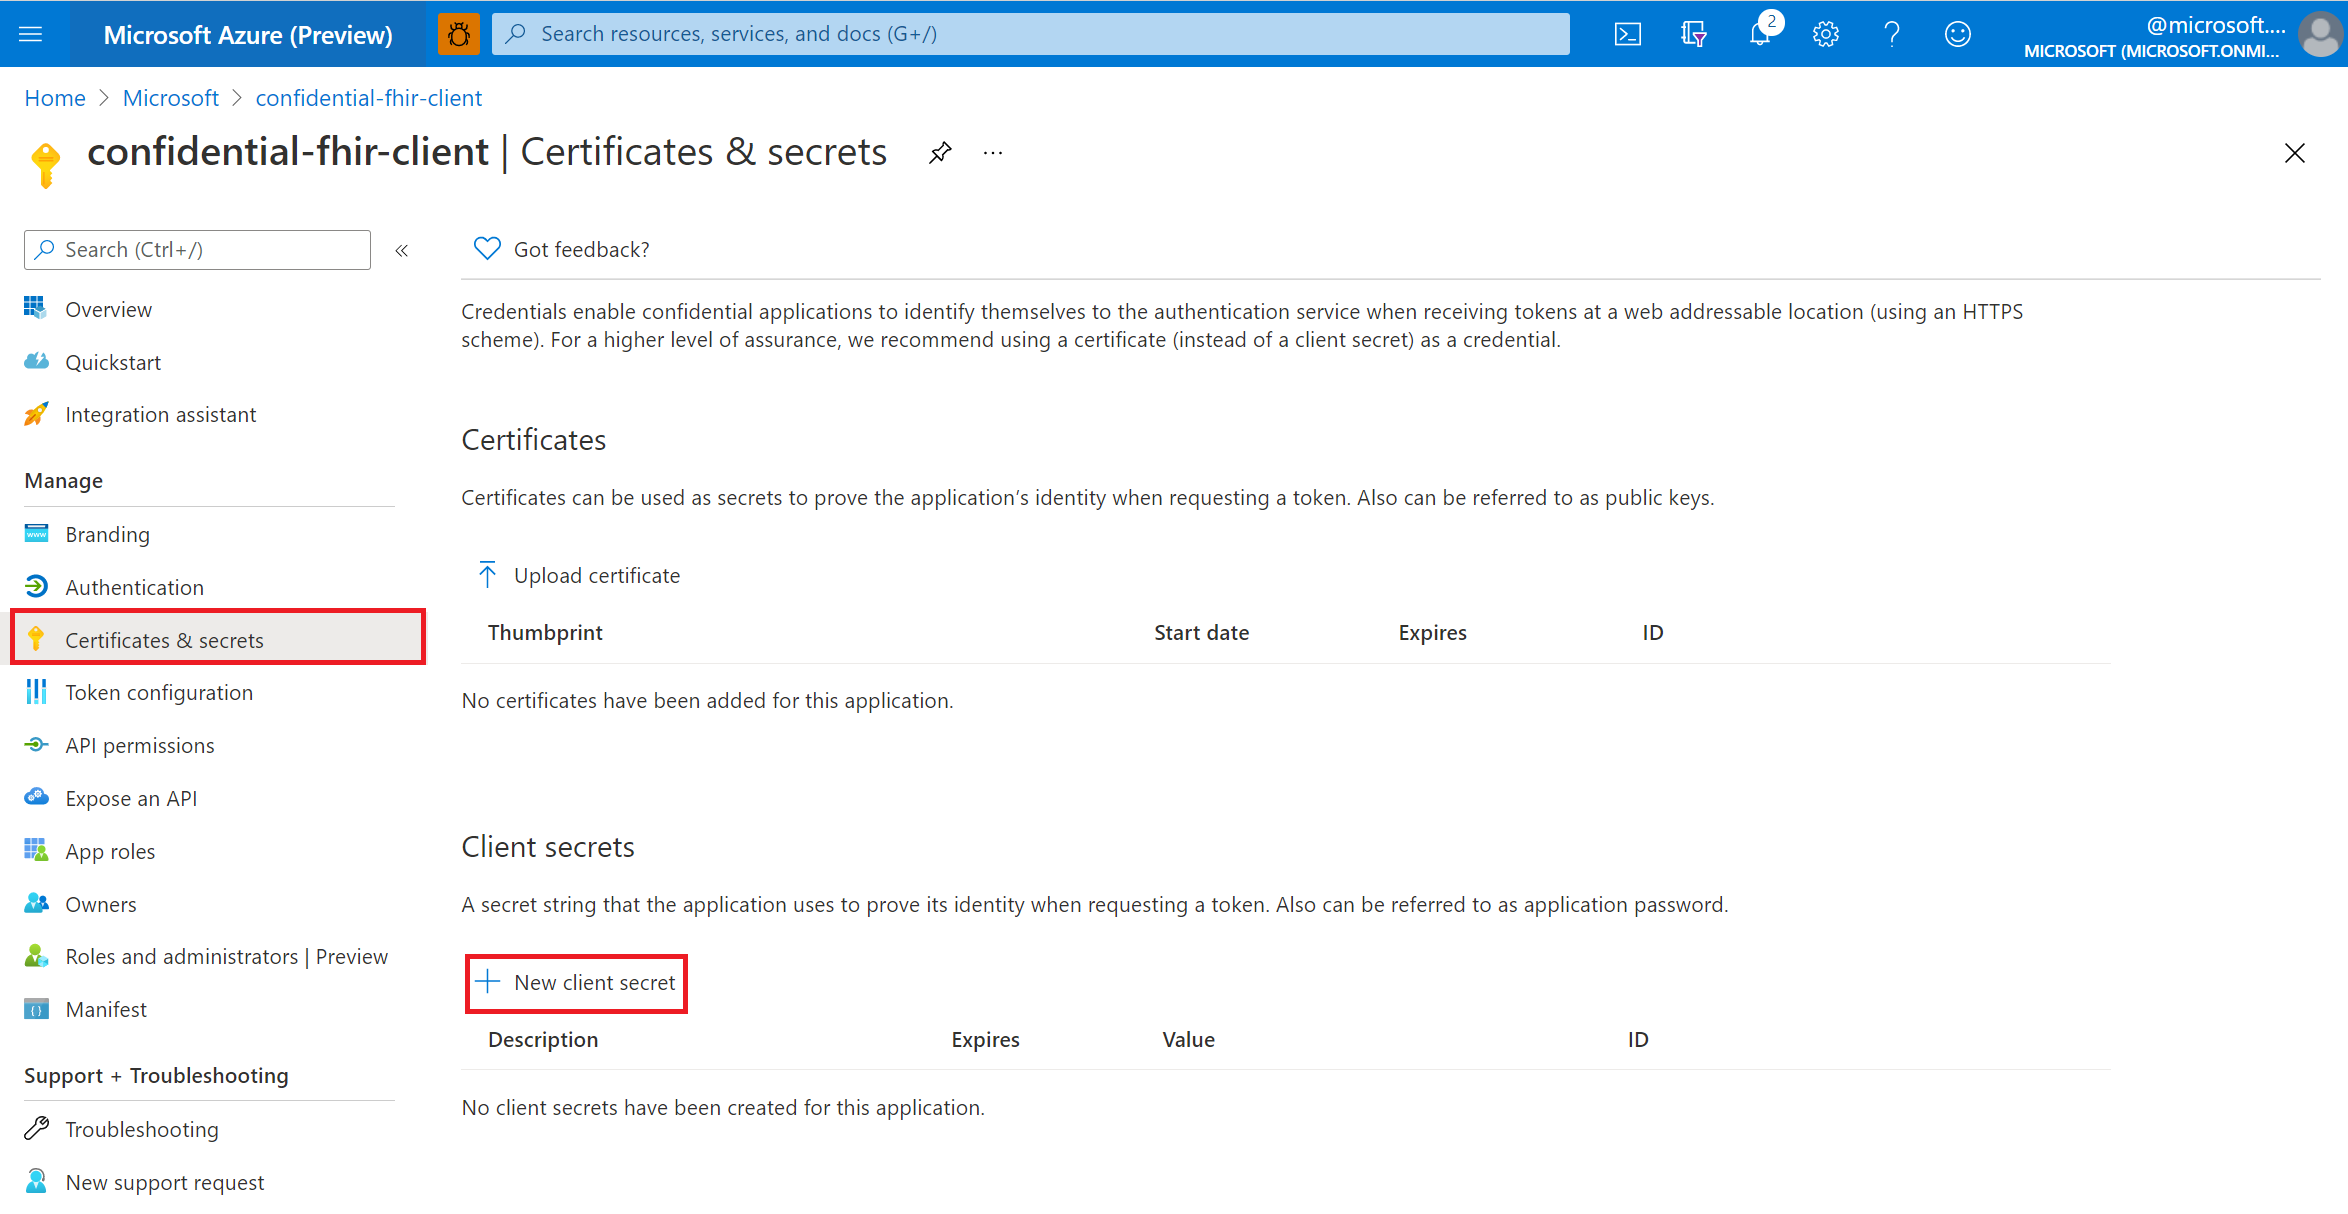 Microsoft Azure (Preview)
Search resources, services, and docs (G+/)
2
@microsoft....
MICROSOFT (MICROSOFT.ONMI...
Home > Microsoft > confidential-fhir-client
confidential-fhir-client | Certificates & secrets
Search (Ctrl+/)
Overview
Quickstart
Integration assistant
Manage
Branding
Authentication
Certificates & secrets
Token configuration
API permissions
Expose an API
App roles
Owners
Roles and administrators | Preview
Manifest
Support + Troubleshooting
Troubleshooting
New support request
Got feedback?
Credentials enable confidential applications to identify themselves to the authentication service when receiving tokens at a web addressable location (using an HTTPS
scheme). For a higher level of assurance, we recommend using a certificate (instead of a client secret) as a credential.
Certificates
Certificates can be used as secrets to prove the application’s identity when requesting a token. Also can be referred to as public keys.
Upload certificate
Thumbprint Start date Expires ID
No certificates have been added for this application.
Client secrets
A secret string that the application uses to prove its identity when requesting a token. Also can be referred to as application password.
New client secret
Description Expires Value ID
No client secrets have been created for this application.